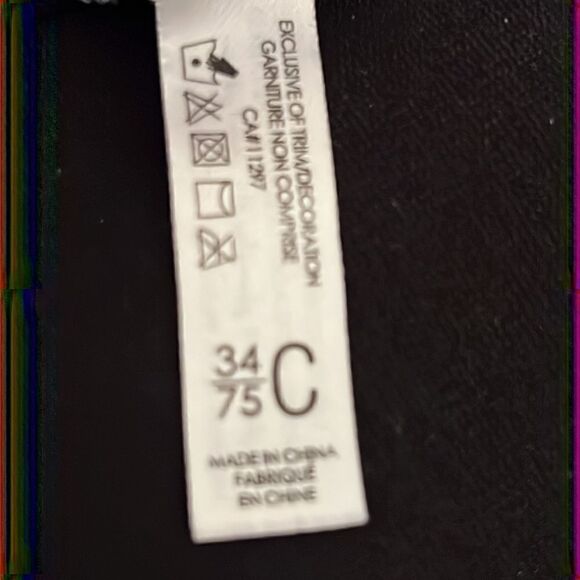 EXCLUSIVE OF TRIM/DECORATION
GARNITURE NON COMPRISE
CA#11297
34
75
C
MADE IN CHINA
FABRIQUÉ
EN CHINE